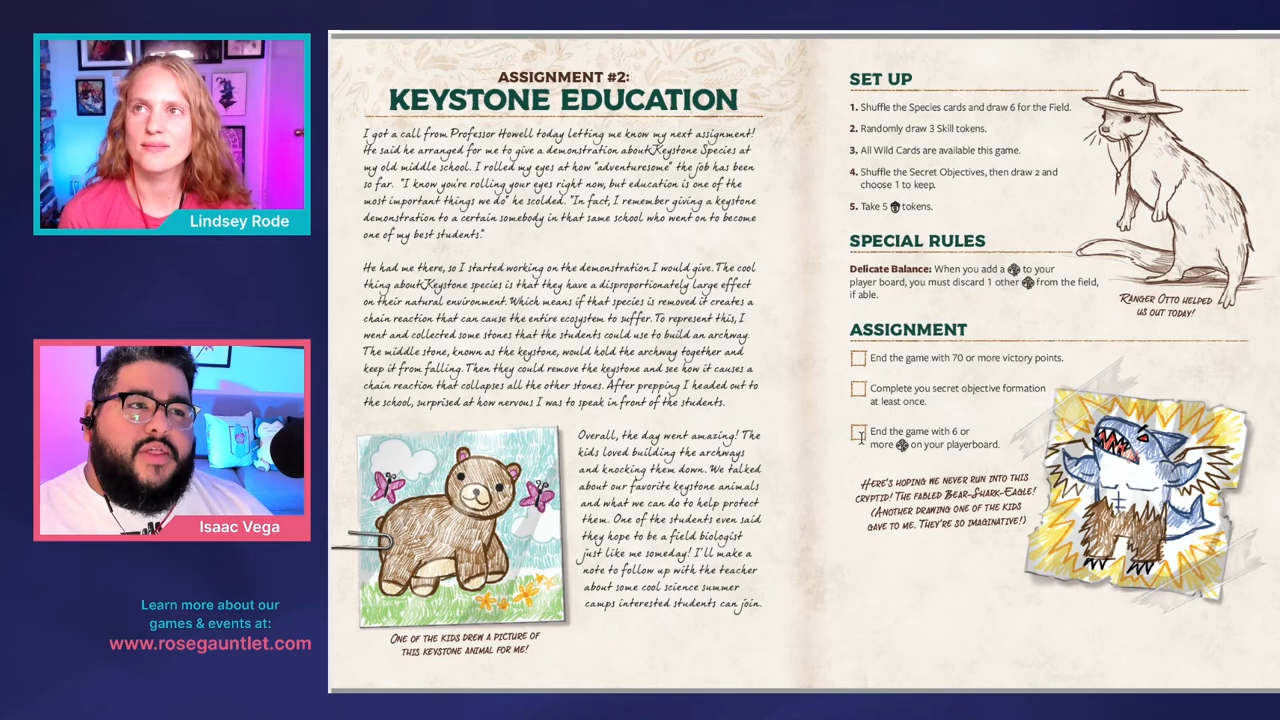 Lindsey Rode
Isaac Vega
Learn more about our
games & events at:
www.rosegauntlet.com
ASSIGNMENT #2:
KEYSTONE EDUCATION
I got a call from Professor Howell today letting me know my next assignment!
He said he arranged for me to give a demonstration about Keystone Species at
my old middle school. I rolled my eyes at how "adventuresome" the job has been
so far. "I know you're rolling your eyes right now, but education is one of the
most important things we do" he scolded. "In fact, I remember giving a keystone
demonstration to a certain somebody in that same school who went on to become
one of my best students."
He had me there, so I started working on the demonstration I would give. The cool
thing about Keystone species is that they have a disproportionately large effect
on their natural environment. Which means if that species is removed it creates a
chain reaction that can cause the entire ecosystem to suffer. To represent this, I
went and collected some stones that the students could use to build an archway.
The middle stone, known as the keystone, would hold the archway together and
keep it from falling. Then they could remove the keystone and see how it causes a
chain reaction that collapses all the other stones. After prepping I headed out to
the school, surprised at how nervous I was to speak in front of the students.
Overall, the day went amazing! The
kids loved building the archways
and knocking them down. We talked
about our favorite keystone animals
and what we can do to help protect
them. One of the students even said
they hope to be a field biologist
just like me someday! I'll make a
note to follow up with the teacher
about some cool science summer
camps interested students can join.
ONE OF THE KIDS DREW A PICTURE OF
THIS KEYSTONE ANIMAL FOR ME!
SET UP
1. Shuffle the Species cards and draw 6 for the Field.
2. Randomly draw 3 Skill tokens.
3. All Wild Cards are available this game.
4. Shuffle the Secret Objectives, then draw 2 and
choose 1 to keep.
5. Take 5 tokens.
SPECIAL RULES
Delicate Balance: When you add a to your
player board, you must discard 1 other from the field,
if able.
RANGER OTTO HELPED
US OUT TODAY!
ASSIGNMENT
End the game with 70 or more victory points.
Complete you secret objective formation
at least once.
End the game with 6 or
more on your playerboard.
HERE'S HOPING WE NEVER RUN INTO THIS
CRYPTID! THE FABLED BEAR-SHARK-EAGLE!
(ANOTHER DRAWING ONE OF THE KIDS
GAVE TO ME. THEY'RE SO IMAGINATIVE!)